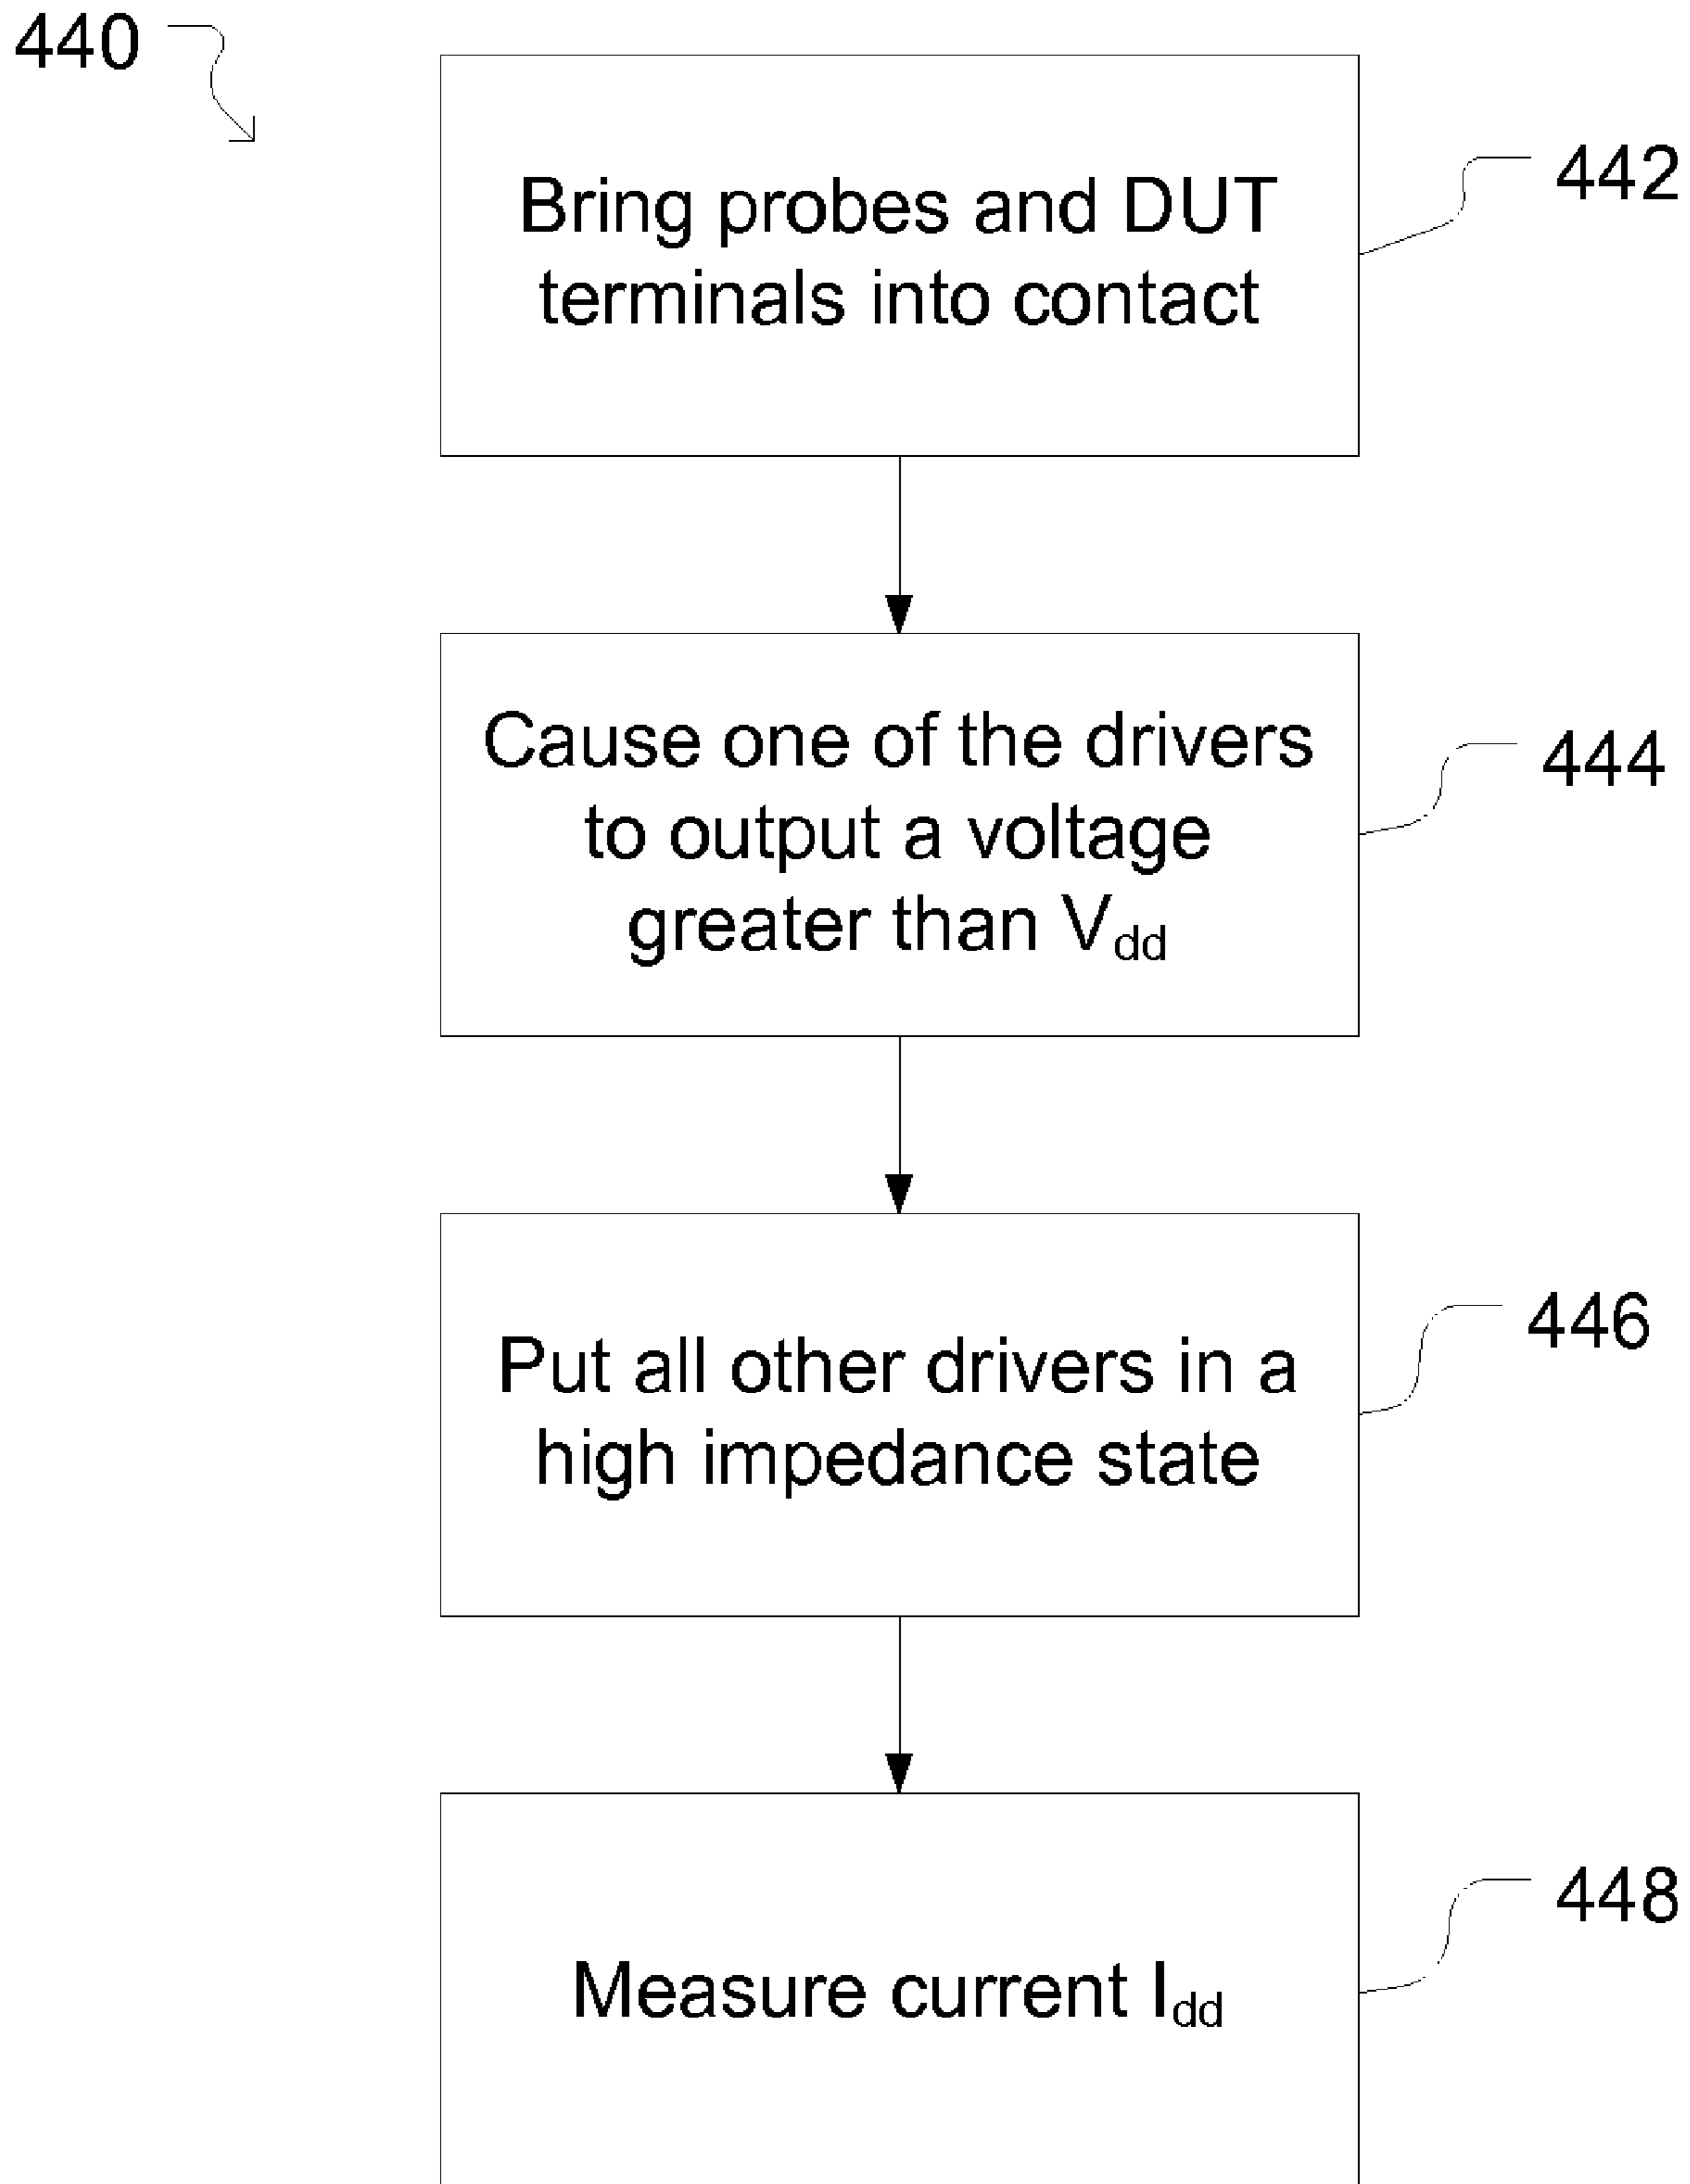 440
Bring probes and DUT
terminals into contact
442
Cause one of the drivers
to output a voltage
greater than Vdd
444
Put all other drivers in a
high impedance state
446
Measure current Idd
448